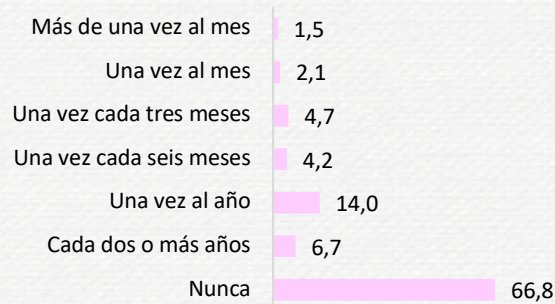 Más de una vez al mes 1,5
Una vez al mes 2,1
Una vez cada tres meses 4,7
Una vez cada seis meses 4,2
Una vez al año 14,0
Cada dos o más años 6,7
Nunca 66,8